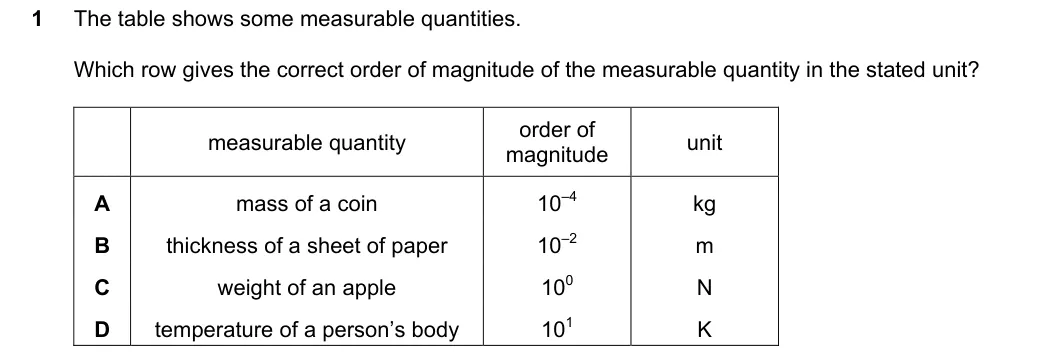 1 The table shows some measurable quantities.
Which row gives the correct order of magnitude of the measurable quantity in the stated unit?
measurable quantity order of magnitude unit
A mass of a coin 10⁻⁴ kg
B thickness of a sheet of paper 10⁻² m
C weight of an apple 10⁰ N
D temperature of a person’s body 10¹ K